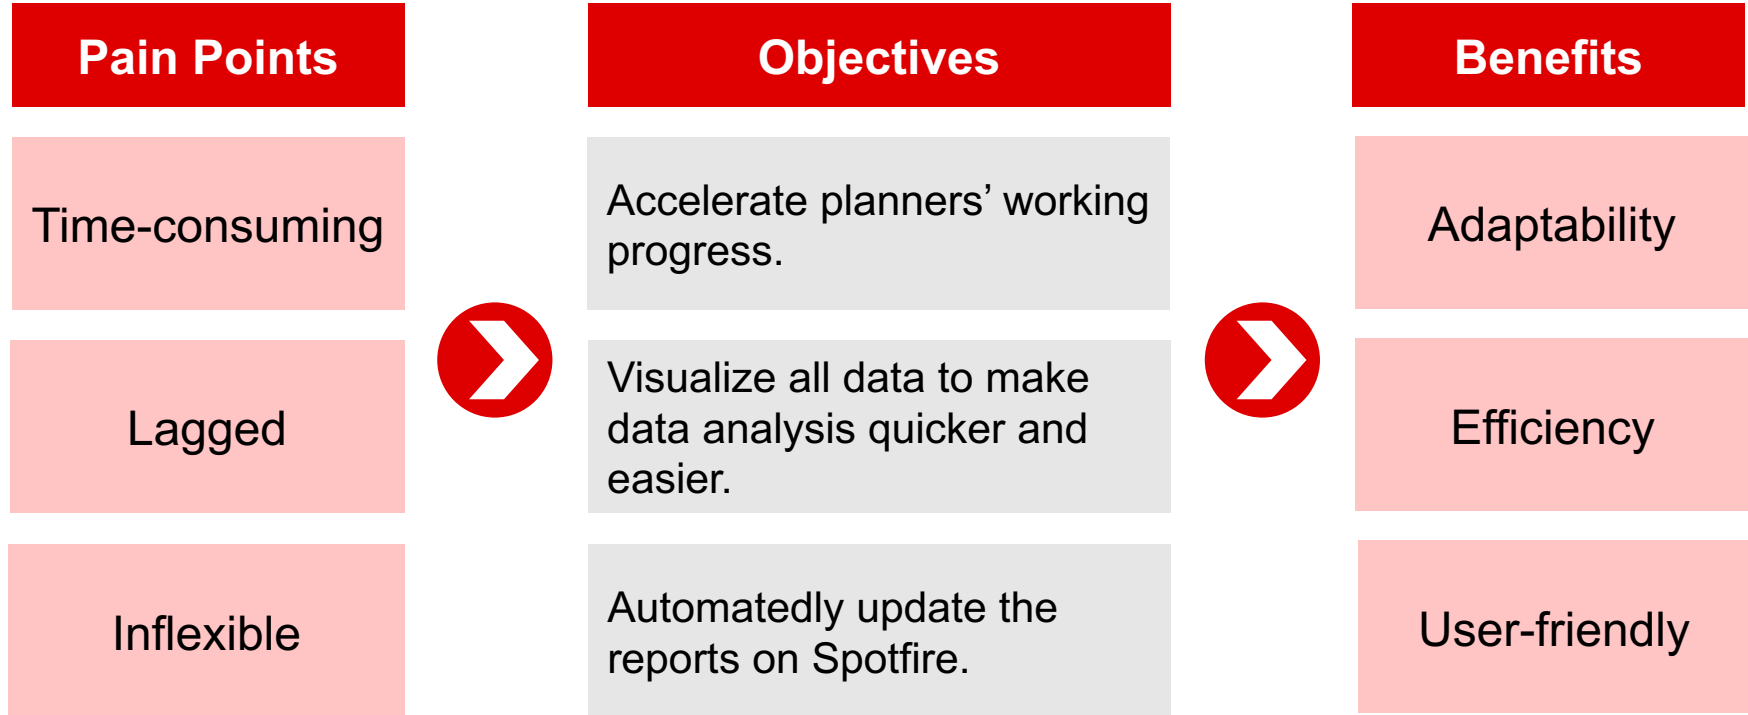 Pain Points
Objectives
Benefits
Time-consuming
Accelerate planners’ working
progress.
Adaptability
Lagged
Visualize all data to make
data analysis quicker and
easier.
Efficiency
Inflexible
Automatedly update the
reports on Spotfire.
User-friendly